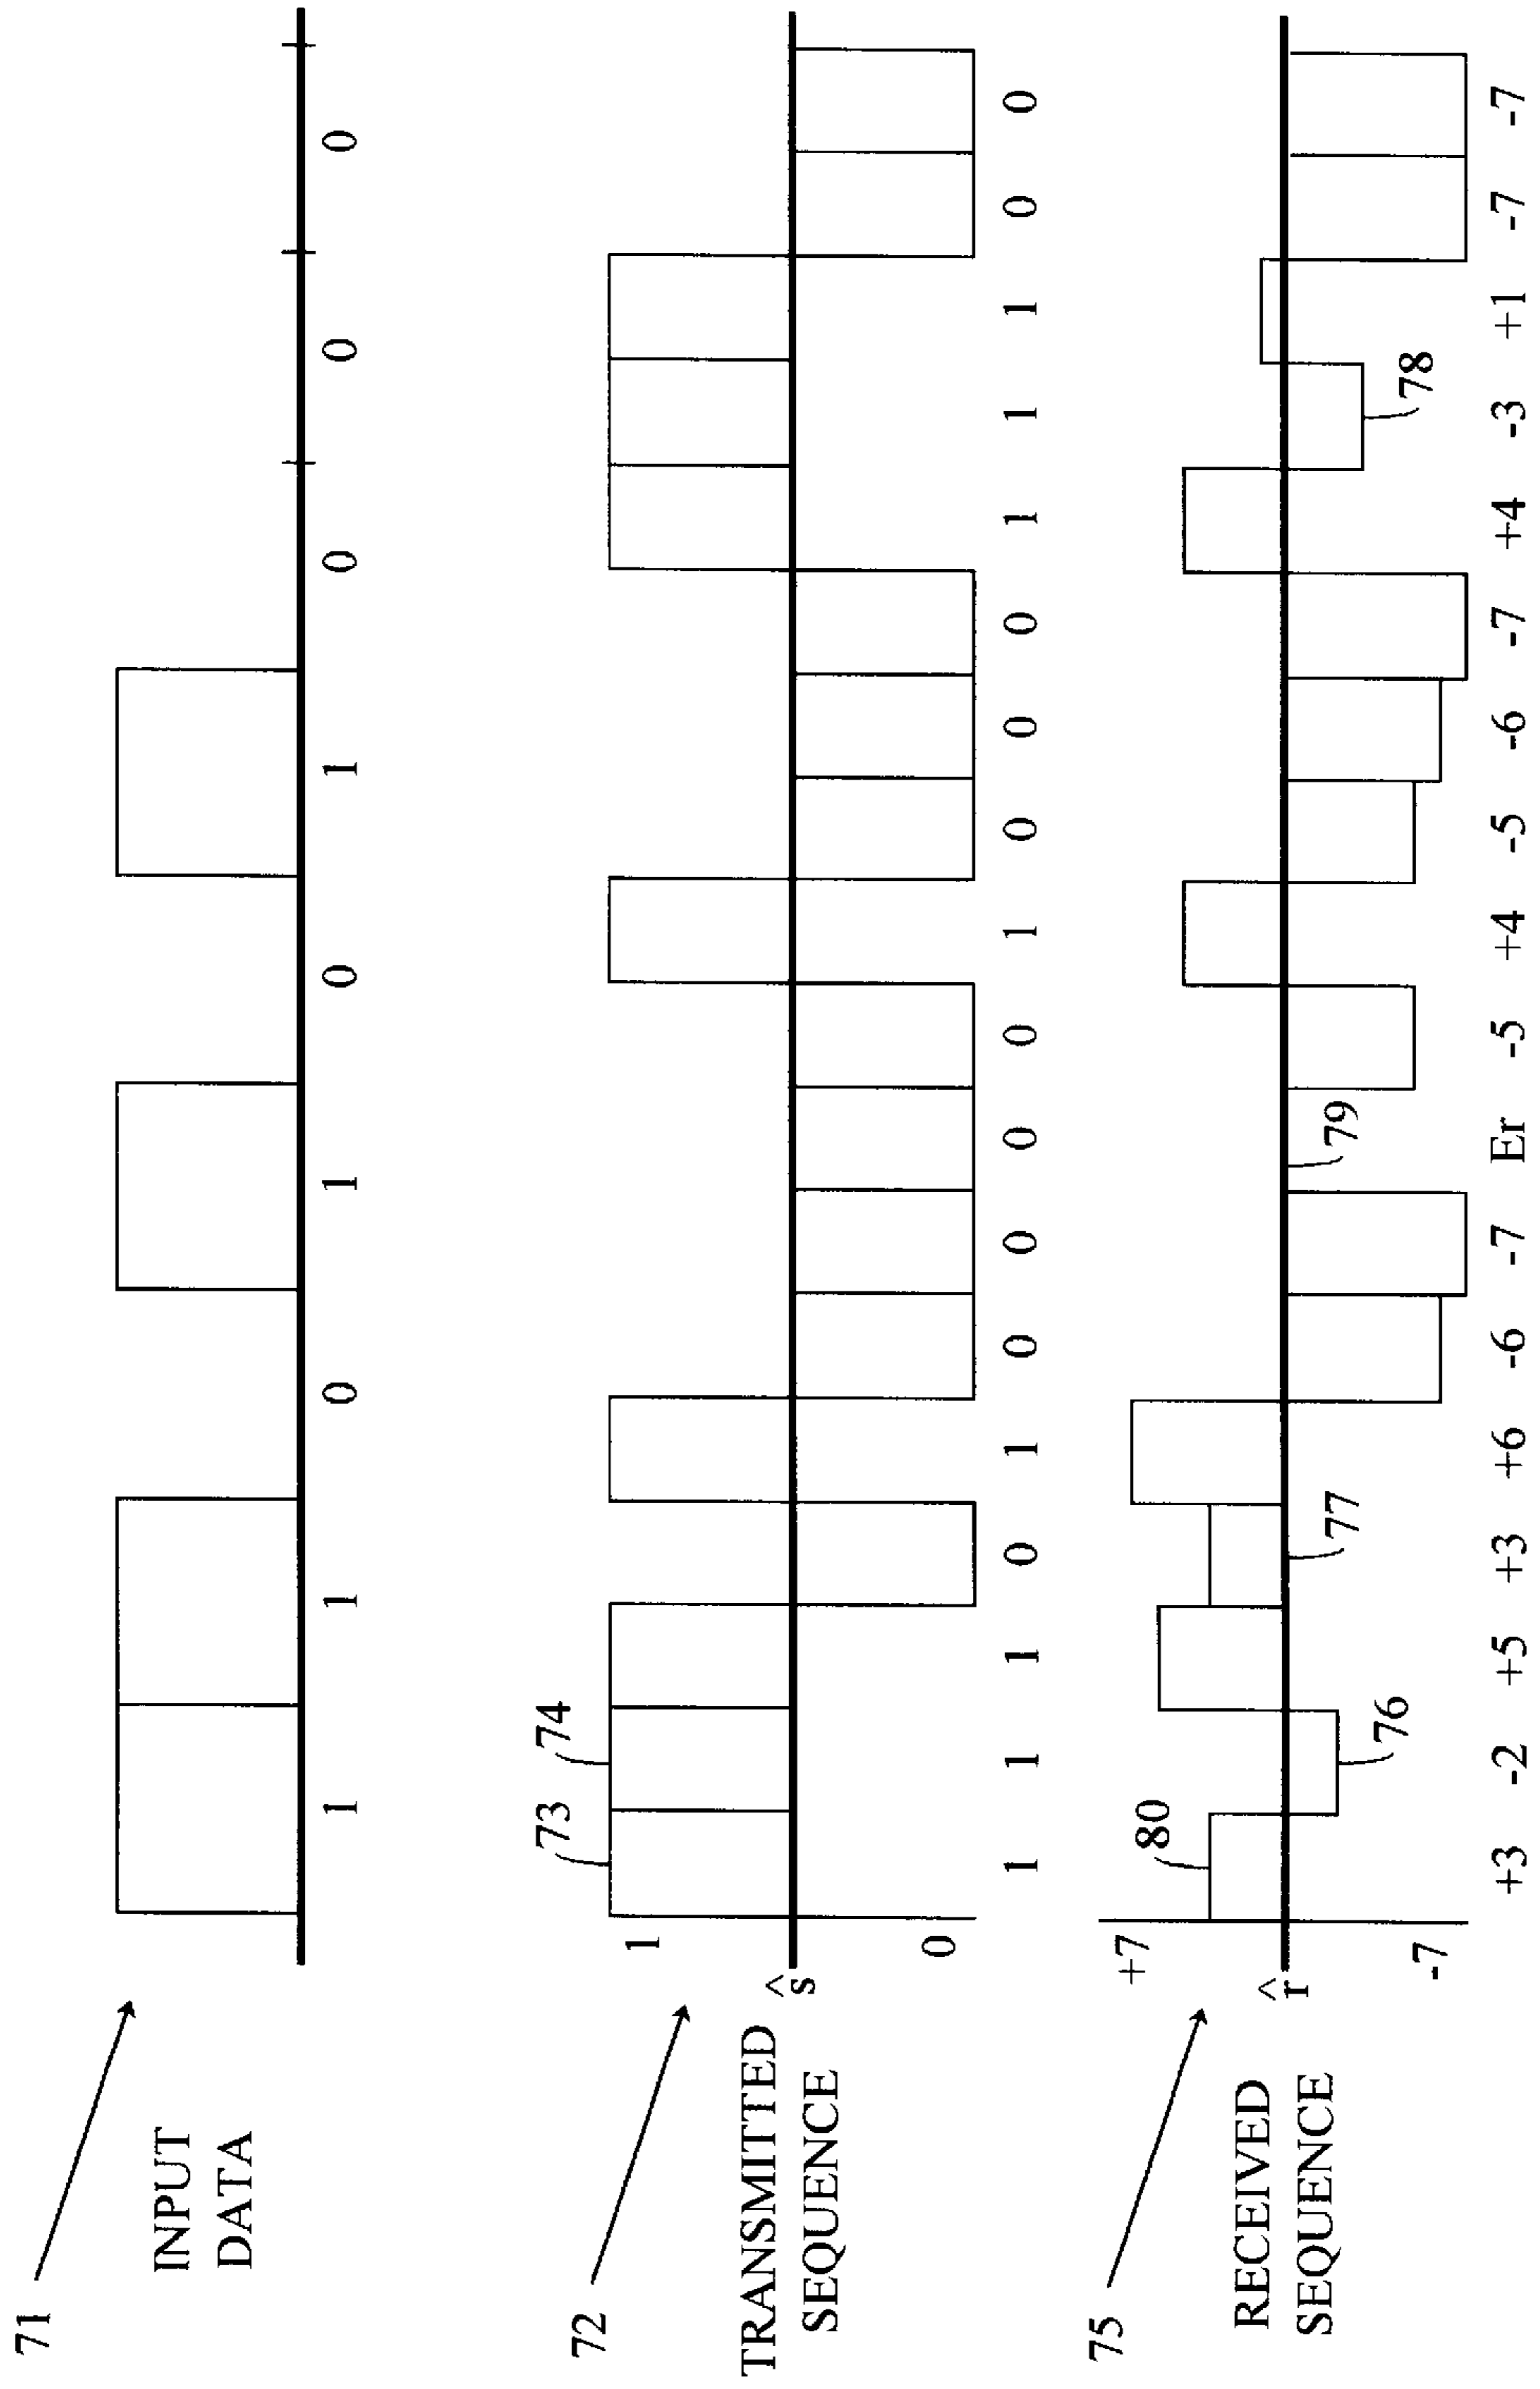 71
INPUT
DATA
1 1 0 1 0 1 0 0 0
72
73 74
1
TRANSMITTED
ŝ
SEQUENCE
0
1 1 1 0 1 0 0 0 0 1 0 0 0 1 1 1 0 0
75
+7
80
RECEIVED
r̂
SEQUENCE
77 79
76
78
-7
+3 -2 +5 +3 +6 -6 -7 Er -5 +4 -5 -6 -7 +4 -3 +1 -7 -7